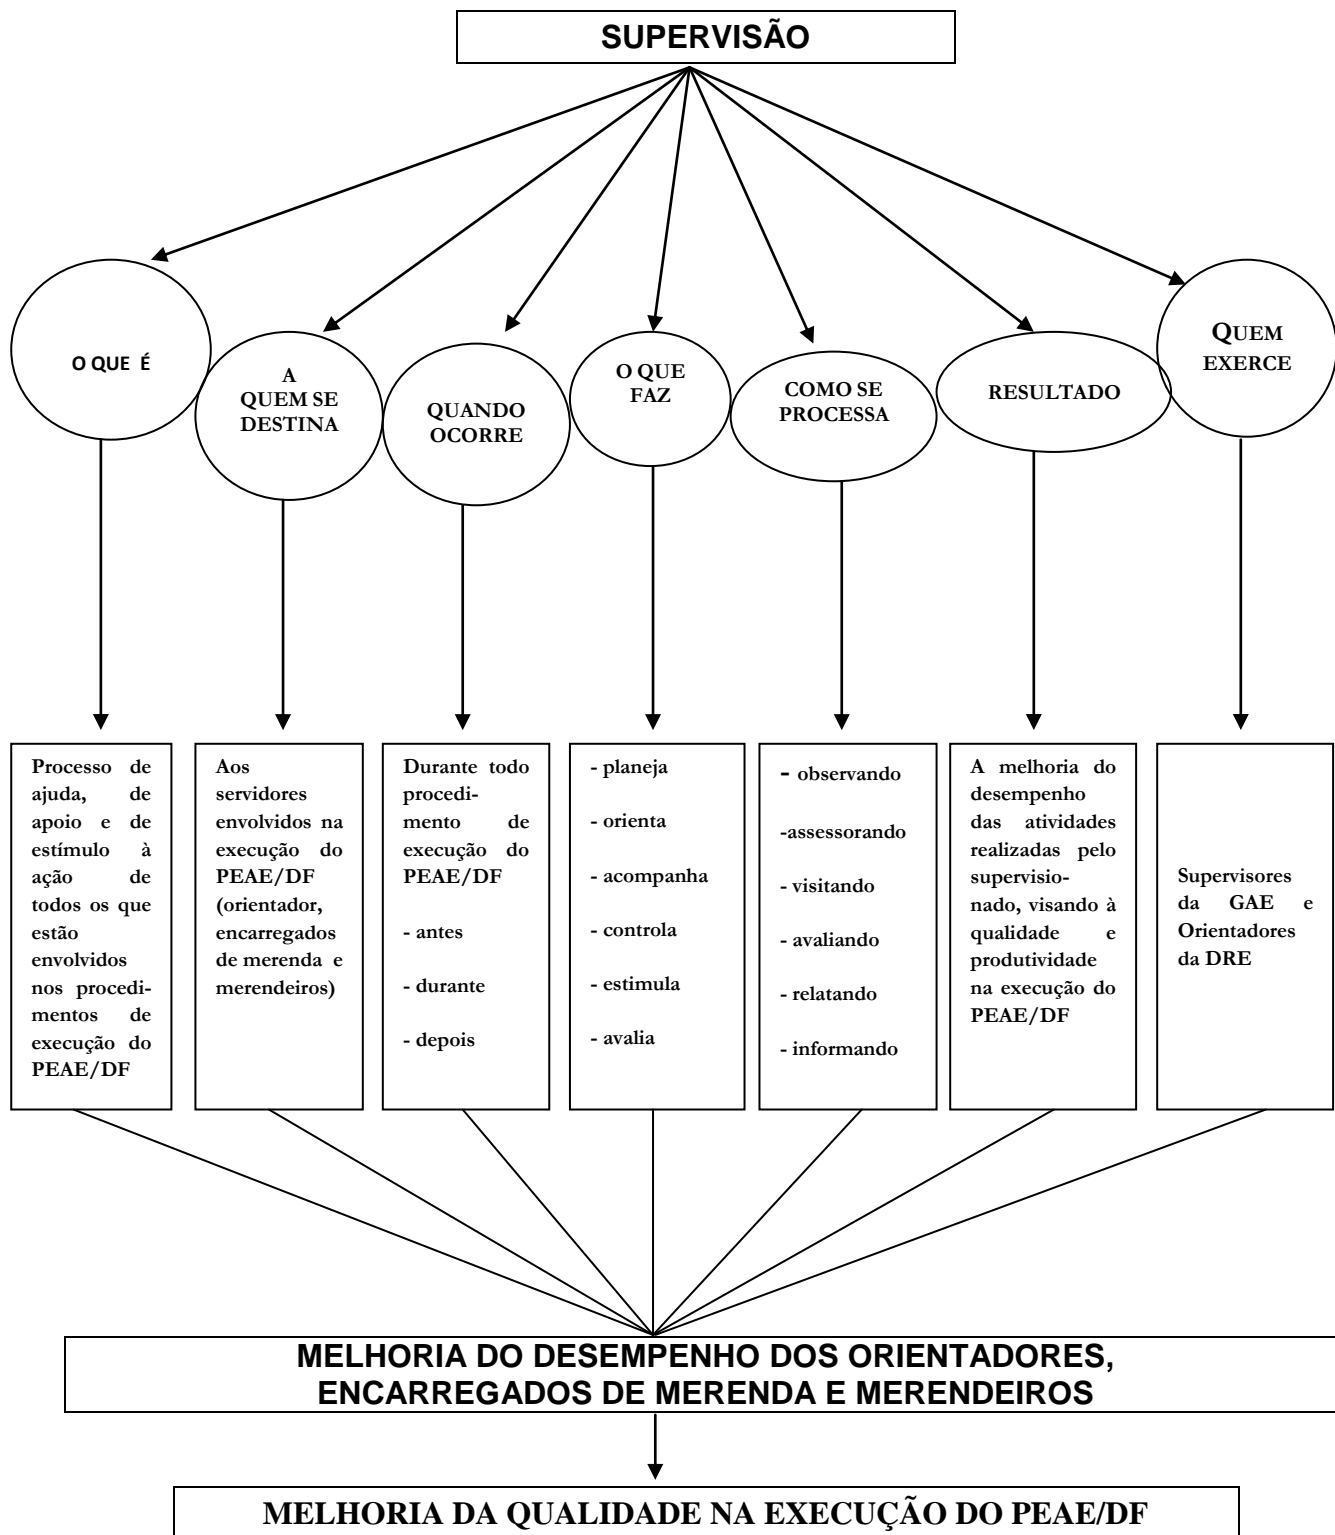 SUPERVISÃO
O QUE É
A
QUEM SE
DESTINA
QUANDO
OCORRE
O QUE
FAZ
COMO SE
PROCESSA
RESULTADO
QUEM
EXERCE
Processo de
ajuda, de
apoio e de
estímulo à
ação de
todos os que
estão
envolvidos
nos procedi-
mentos de
execução do
PEAE/DF
Aos
servidores
envolvidos na
execução do
PEAE/DF
(orientador,
encarregados
de merenda e
merendeiros)
Durante todo
procedi-
mento de
execução do
PEAE/DF
- antes
- durante
- depois
- planeja
- orienta
- acompanha
- controla
- estimula
- avalia
- observando
-assessorando
- visitando
- avaliando
- relatando
- informando
A melhoria do
desempenho
das atividades
realizadas pelo
supervisio-
nado, visando à
qualidade e
produtividade
na execução do
PEAE/DF
Supervisores
da GAE e
Orientadores
da DRE
MELHORIA DO DESEMPENHO DOS ORIENTADORES,
ENCARREGADOS DE MERENDA E MERENDEIROS
MELHORIA DA QUALIDADE NA EXECUÇÃO DO PEAE/DF